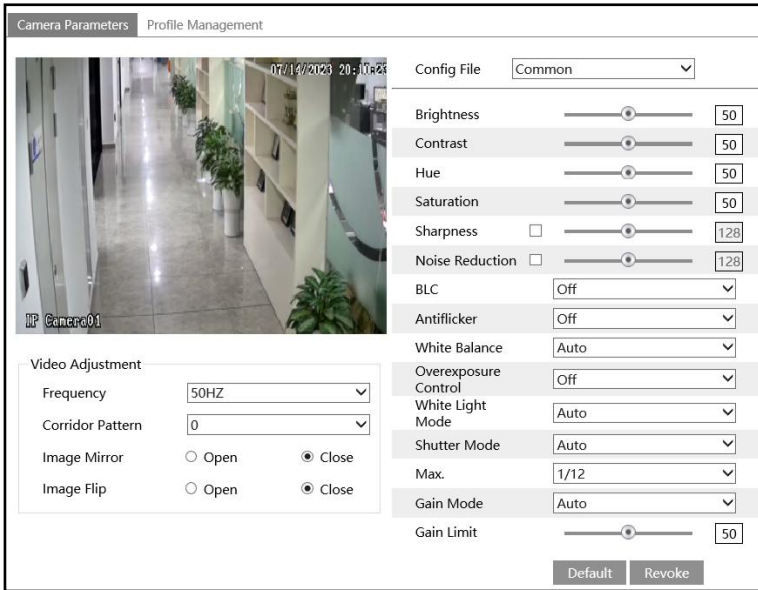 Camera Parameters Profile Management
07/14/2023 20:10:23
IP Camera01
Video Adjustment
Frequency 50HZ
Corridor Pattern 0
Image Mirror Open Close
Image Flip Open Close
Config File Common
Brightness 50
Contrast 50
Hue 50
Saturation 50
Sharpness 128
Noise Reduction 128
BLC Off
Antiflicker Off
White Balance Auto
Overexposure
Control Off
White Light
Mode Auto
Shutter Mode Auto
Max. 1/12
Gain Mode Auto
Gain Limit 50
Default Revoke